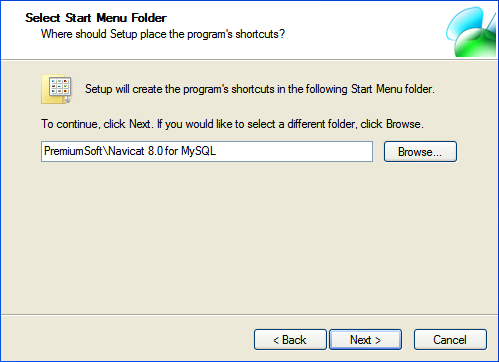 Select Start Menu Folder
Where should Setup place the program's shortcuts?
Setup will create the program's shortcuts in the following Start Menu folder.
To continue, click Next. If you would like to select a different folder, click Browse.
PremiumSoft\Navicat 8.0 for MySQL
Browse...
< Back
Next >
Cancel